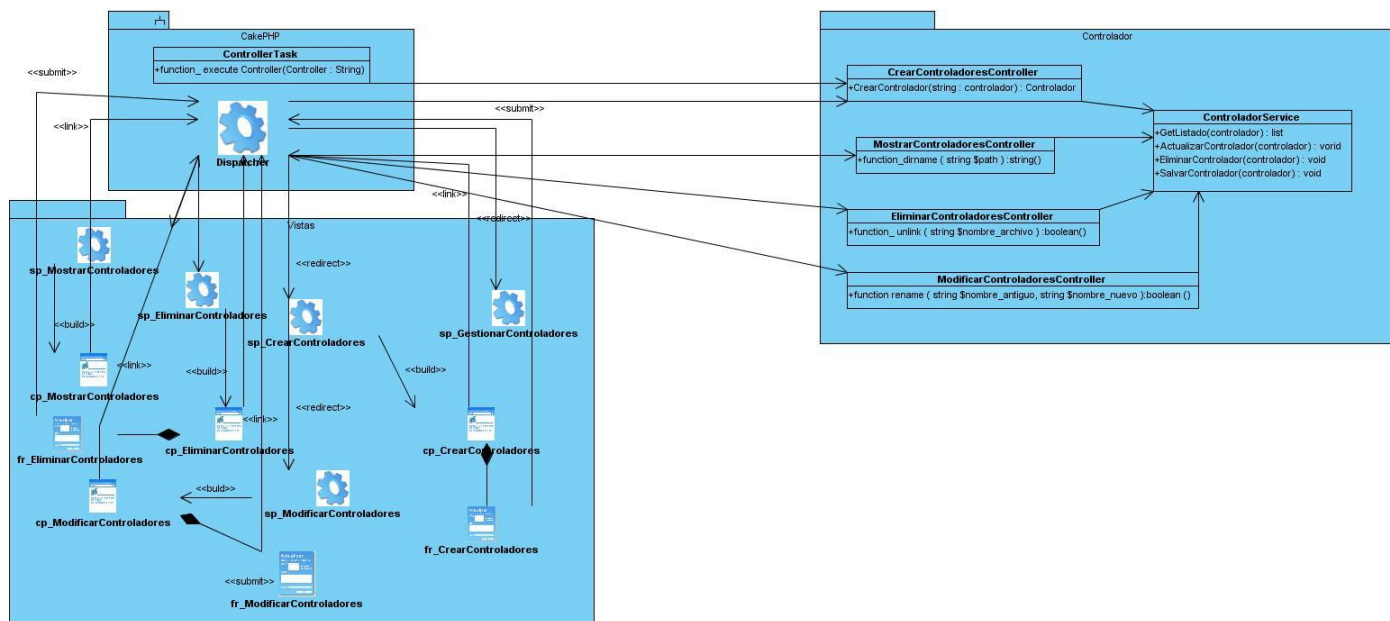 CakePHP
ControllerTask
+function_ execute Controller(Controller : String)
<<submit>>
<<link>>
Dispatcher
<<submit>>
<<link>>
<<redirect>>
Controlador
CrearControladoresController
+CrearControlador(string : controlador) : Controlador
MostrarControladoresController
+function_dirname ( string $path ) :string()
EliminarControladoresController
+function_ unlink ( string $nombre_archivo ) :boolean()
ModificarControladoresController
+function rename ( string $nombre_antiguo, string $nombre_nuevo ):boolean ()
ControladorService
+GetListado(controlador) : list
+ActualizarControlador(controlador) : vorid
+EliminarControlador(controlador) : void
+SalvarControlador(controlador) : void
Vistas
sp_MostrarControladores
<<redirect>>
sp_EliminarControladores
sp_CrearControladores
sp_GestionarControladores
<<build>>
<<link>>
<<build>>
<<build>>
cp_MostrarControladores
<<link>>
<<redirect>>
fr_EliminarControladores
cp_EliminarControladores
cp_CrearControladores
<<buld>>
cp_ModificarControladores
sp_ModificarControladores
fr_CrearControladores
Actualizar
<<submit>>
fr_ModificarControladores